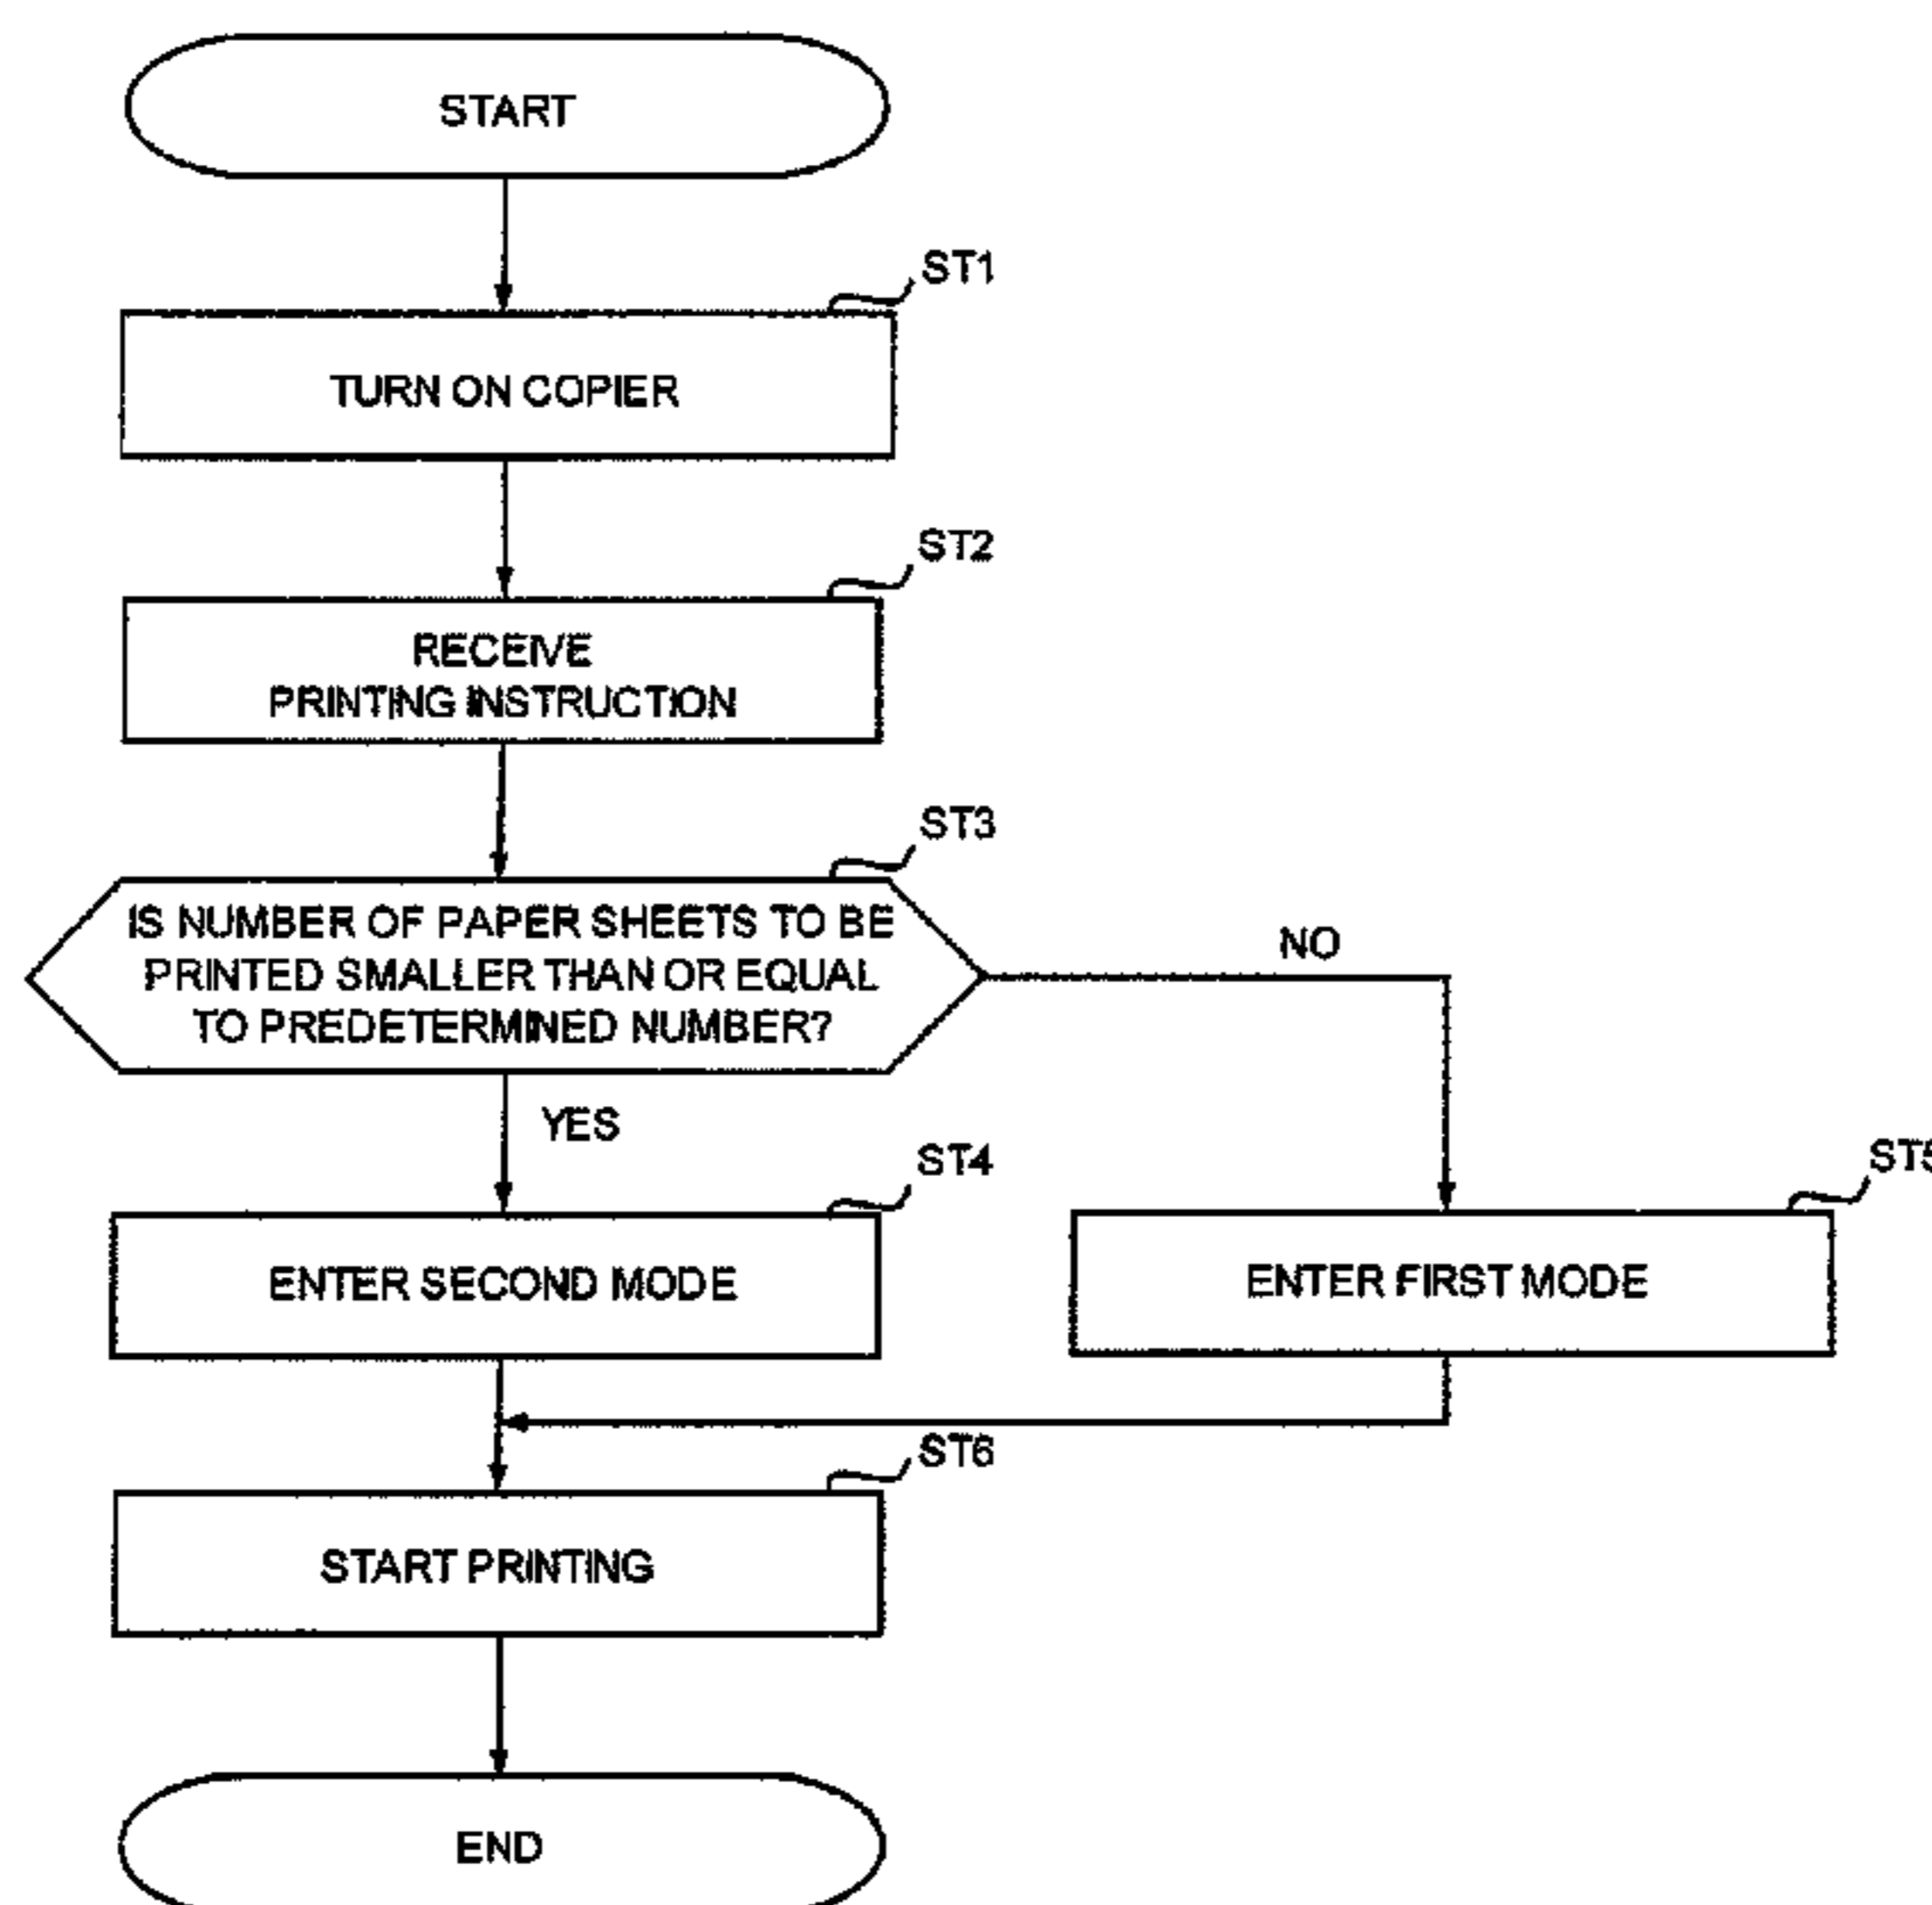 START
ST1
TURN ON COPIER
ST2
RECEIVE
PRINTING INSTRUCTION
ST3
IS NUMBER OF PAPER SHEETS TO BE
PRINTED SMALLER THAN OR EQUAL
TO PREDETERMINED NUMBER?
NO
YES
ST4
ST5
ENTER SECOND MODE
ENTER FIRST MODE
ST6
START PRINTING
END